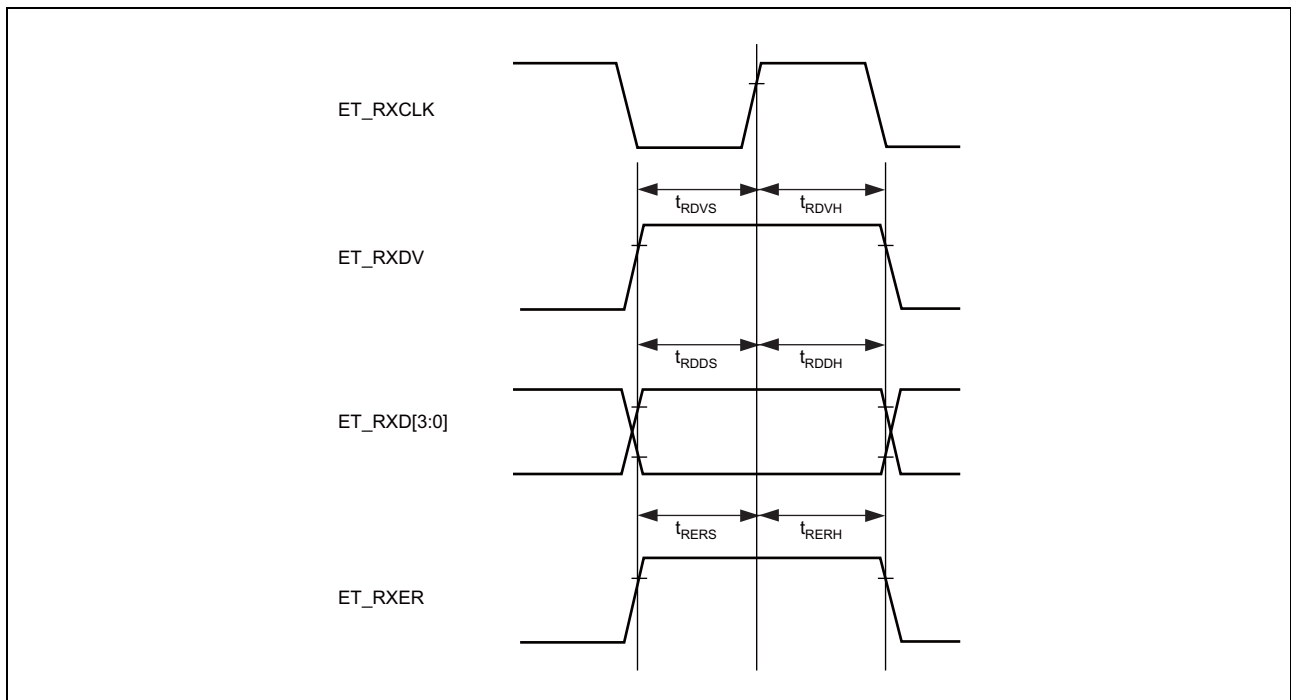 ET_RXCLK
tRDVS tRDVH
ET_RXDV
tRDDS tRDDH
ET_RXD[3:0]
tRERS tRERH
ET_RXER